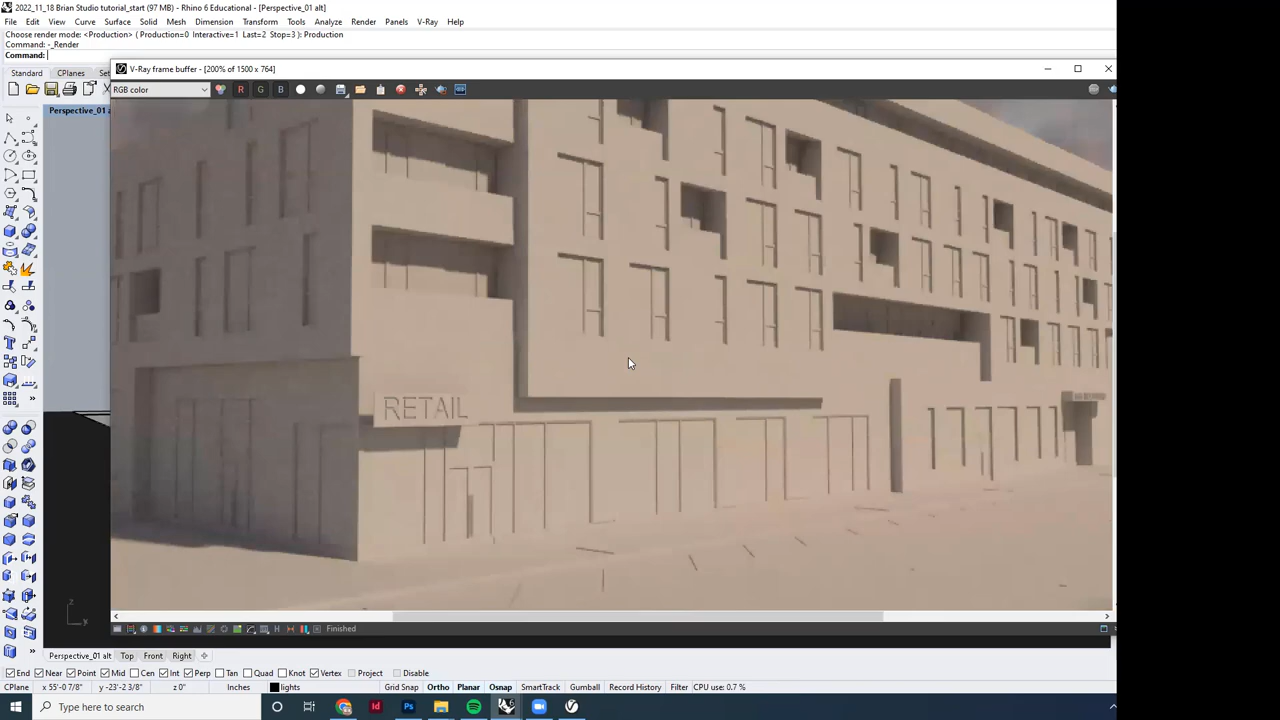 2022_11_18 Brian Studio tutorial_start (97 MB) - Rhino 6 Educational - [Perspective_01 alt]
File Edit View Curve Surface Solid Mesh Dimension Transform Tools Analyze Render Panels V-Ray Help
Choose render mode: <Production> ( Production=0 Interactive=1 Last=2 Stop=3 ): Production
Command: -_Render
Command:
V-Ray frame buffer - [200% of 1500 x 764]
Standard CPlanes Set
RGB color R G B
Perspective_01 a
RETAIL
z
y
H Finished
Perspective_01 alt Top Front Right
End Near Point Mid Cen Int Perp Tan Quad Knot Vertex Project Disable
CPlane x 55'-0 7/8" y -23'-2 3/8" z 0" Inches lights Grid Snap Ortho Planar Osnap SmartTrack Gumball Record History Filter CPU use: 0.7 %
Type here to search Id Ps